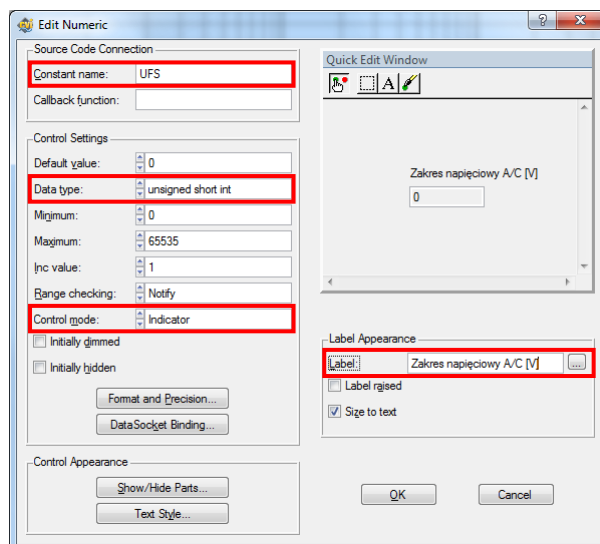 Edit Numeric
Source Code Connection
Constant name: UFS
Callback function:
Control Settings
Default value: 0
Data type: unsigned short int
Minimum: 0
Maximum: 65535
Inc value: 1
Range checking: Notify
Control mode: Indicator
Initially dimmed
Initially hidden
Format and Precision...
DataSocket Binding...
Control Appearance
Show/Hide Parts...
Text Style...
Quick Edit Window
A
Zakres napięciowy A/C [V]
0
Label Appearance
Label: Zakres napięciowy A/C [V] ...
Label raised
Size to text
OK Cancel